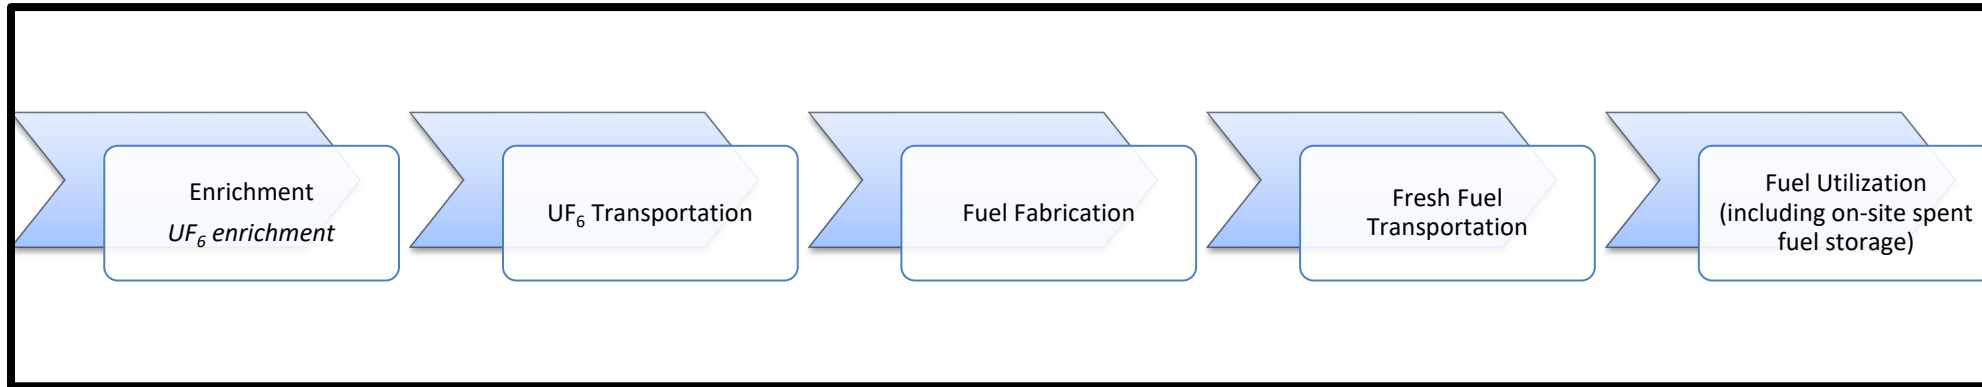 Enrichment
UF₆ enrichment
UF₆ Transportation
Fuel Fabrication
Fresh Fuel
Transportation
Fuel Utilization
(including on-site spent
fuel storage)